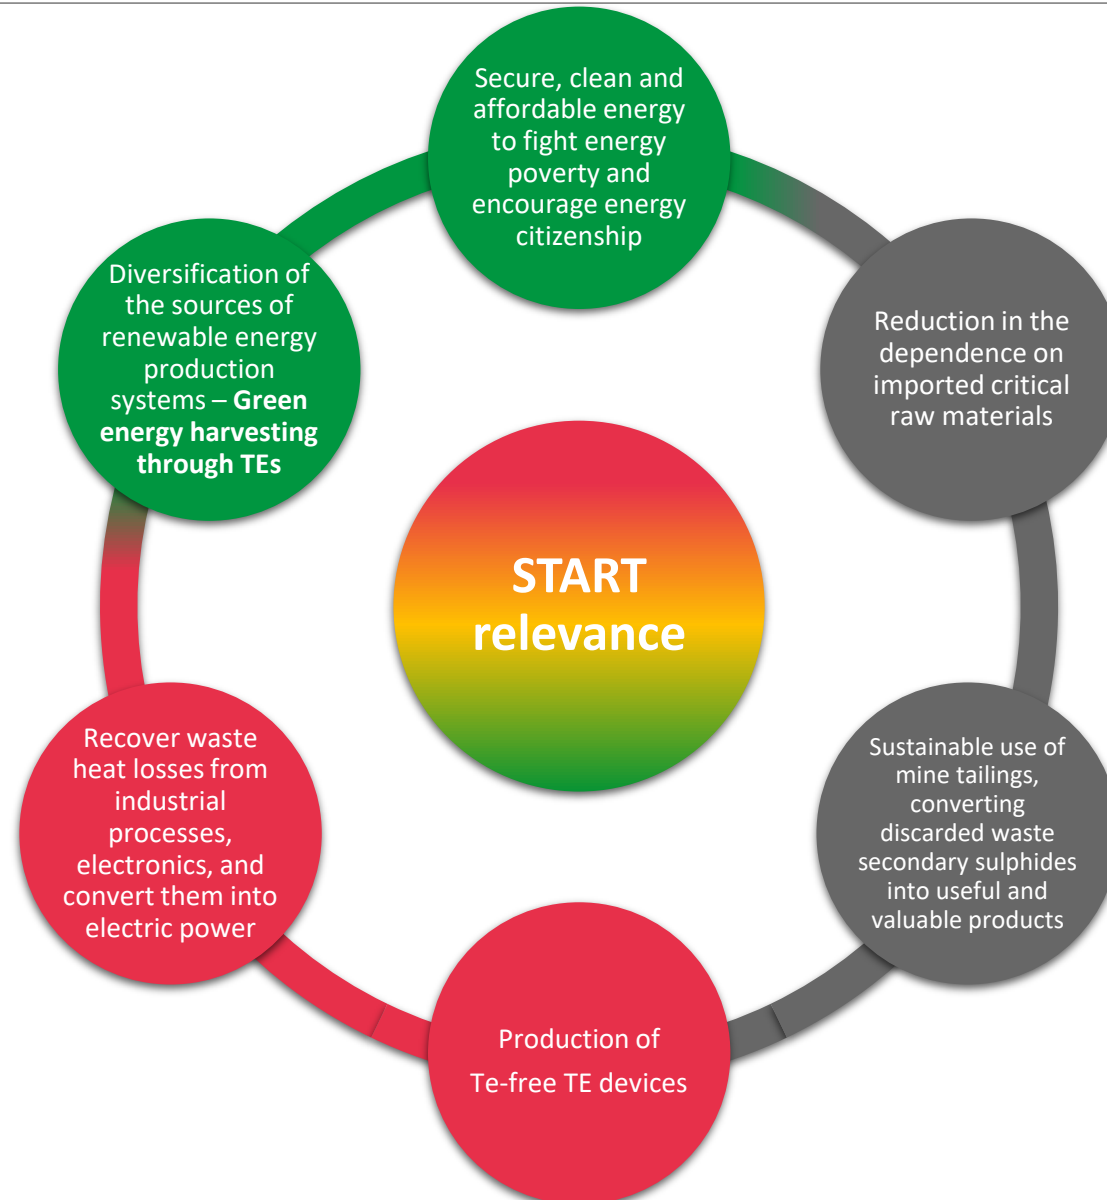 Secure, clean and
affordable energy
to fight energy
poverty and
encourage energy
citizenship
Reduction in the
dependence on
imported critical
raw materials
Sustainable use of
mine tailings,
converting
discarded waste
secondary sulphides
into useful and
valuable products
Production of
Te-free TE devices
Recover waste
heat losses from
industrial
processes,
electronics, and
convert them into
electric power
Diversification of
the sources of
renewable energy
production
systems – Green
energy harvesting
through TEs
START
relevance